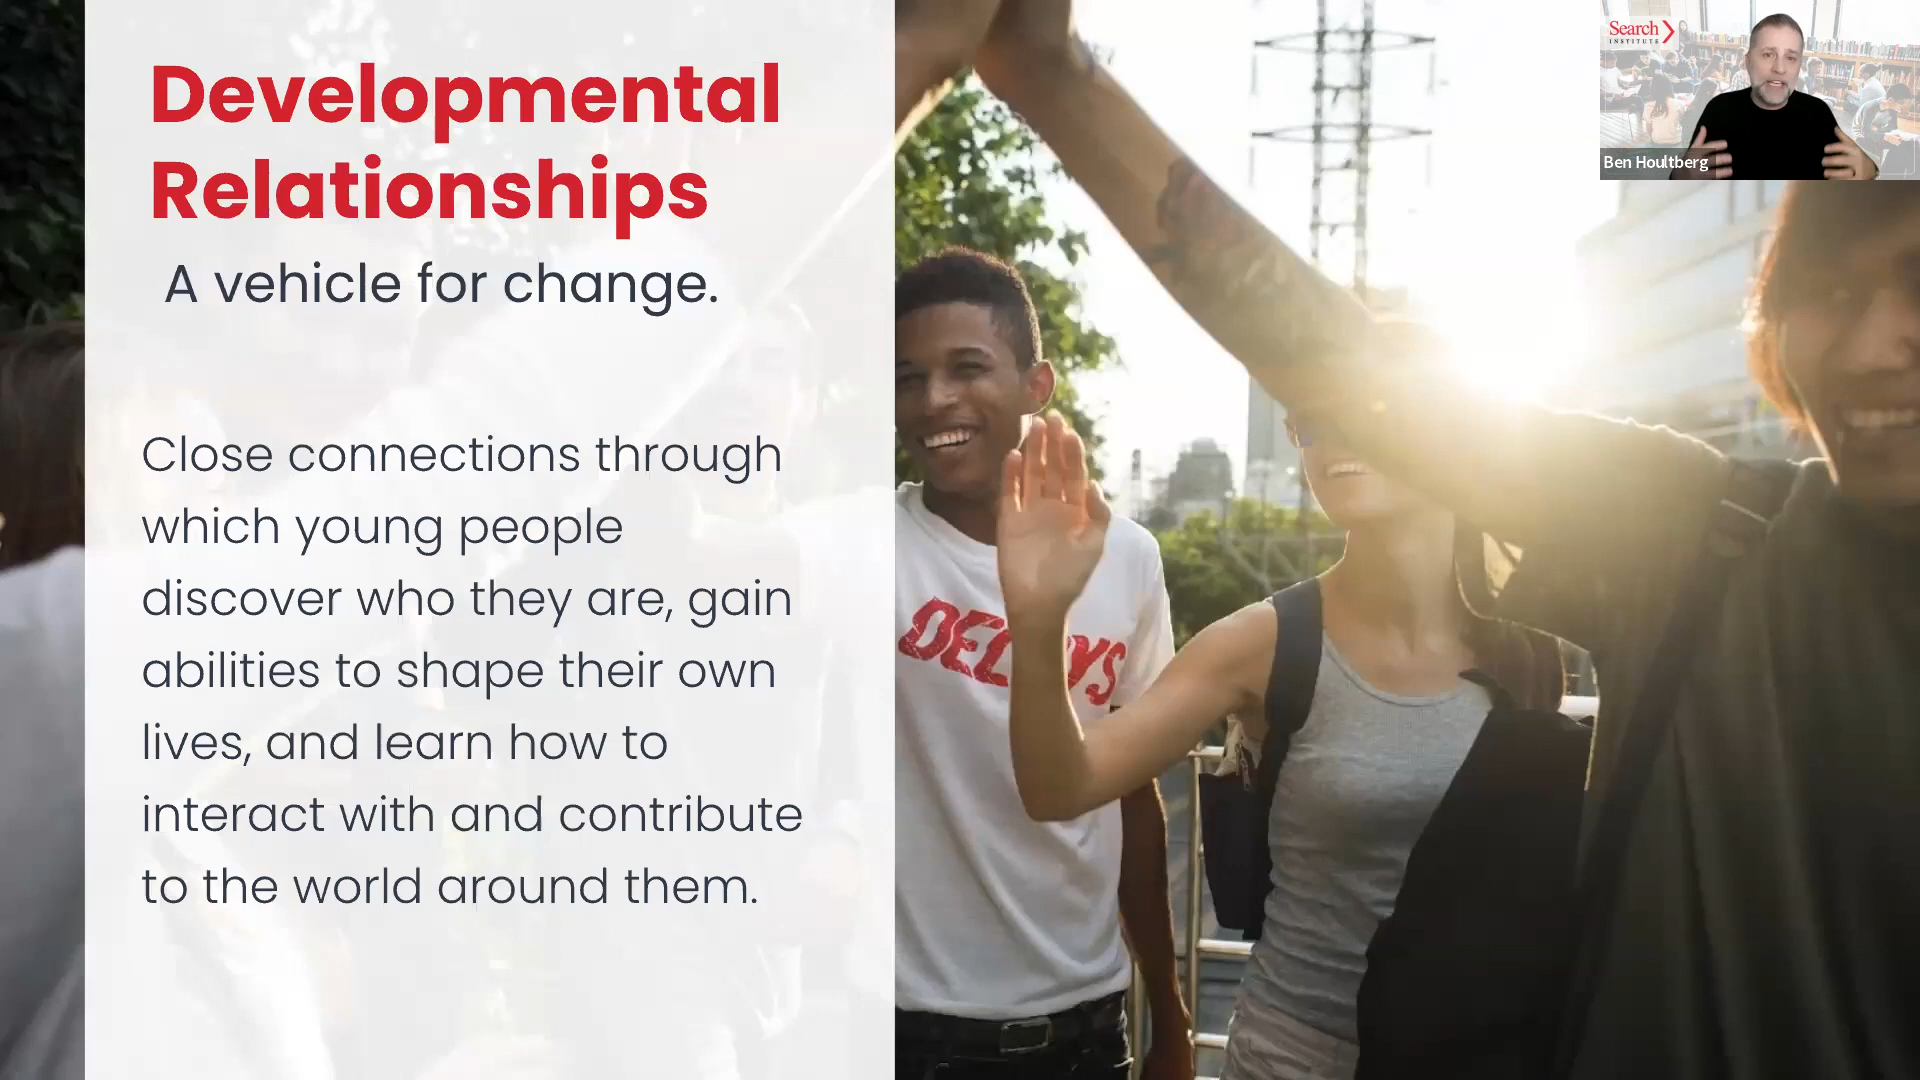 Developmental
Relationships
A vehicle for change.
Close connections through
which young people
discover who they are, gain
abilities to shape their own
lives, and learn how to
interact with and contribute
to the world around them.
Search
INSTITUTE
Ben Houltberg